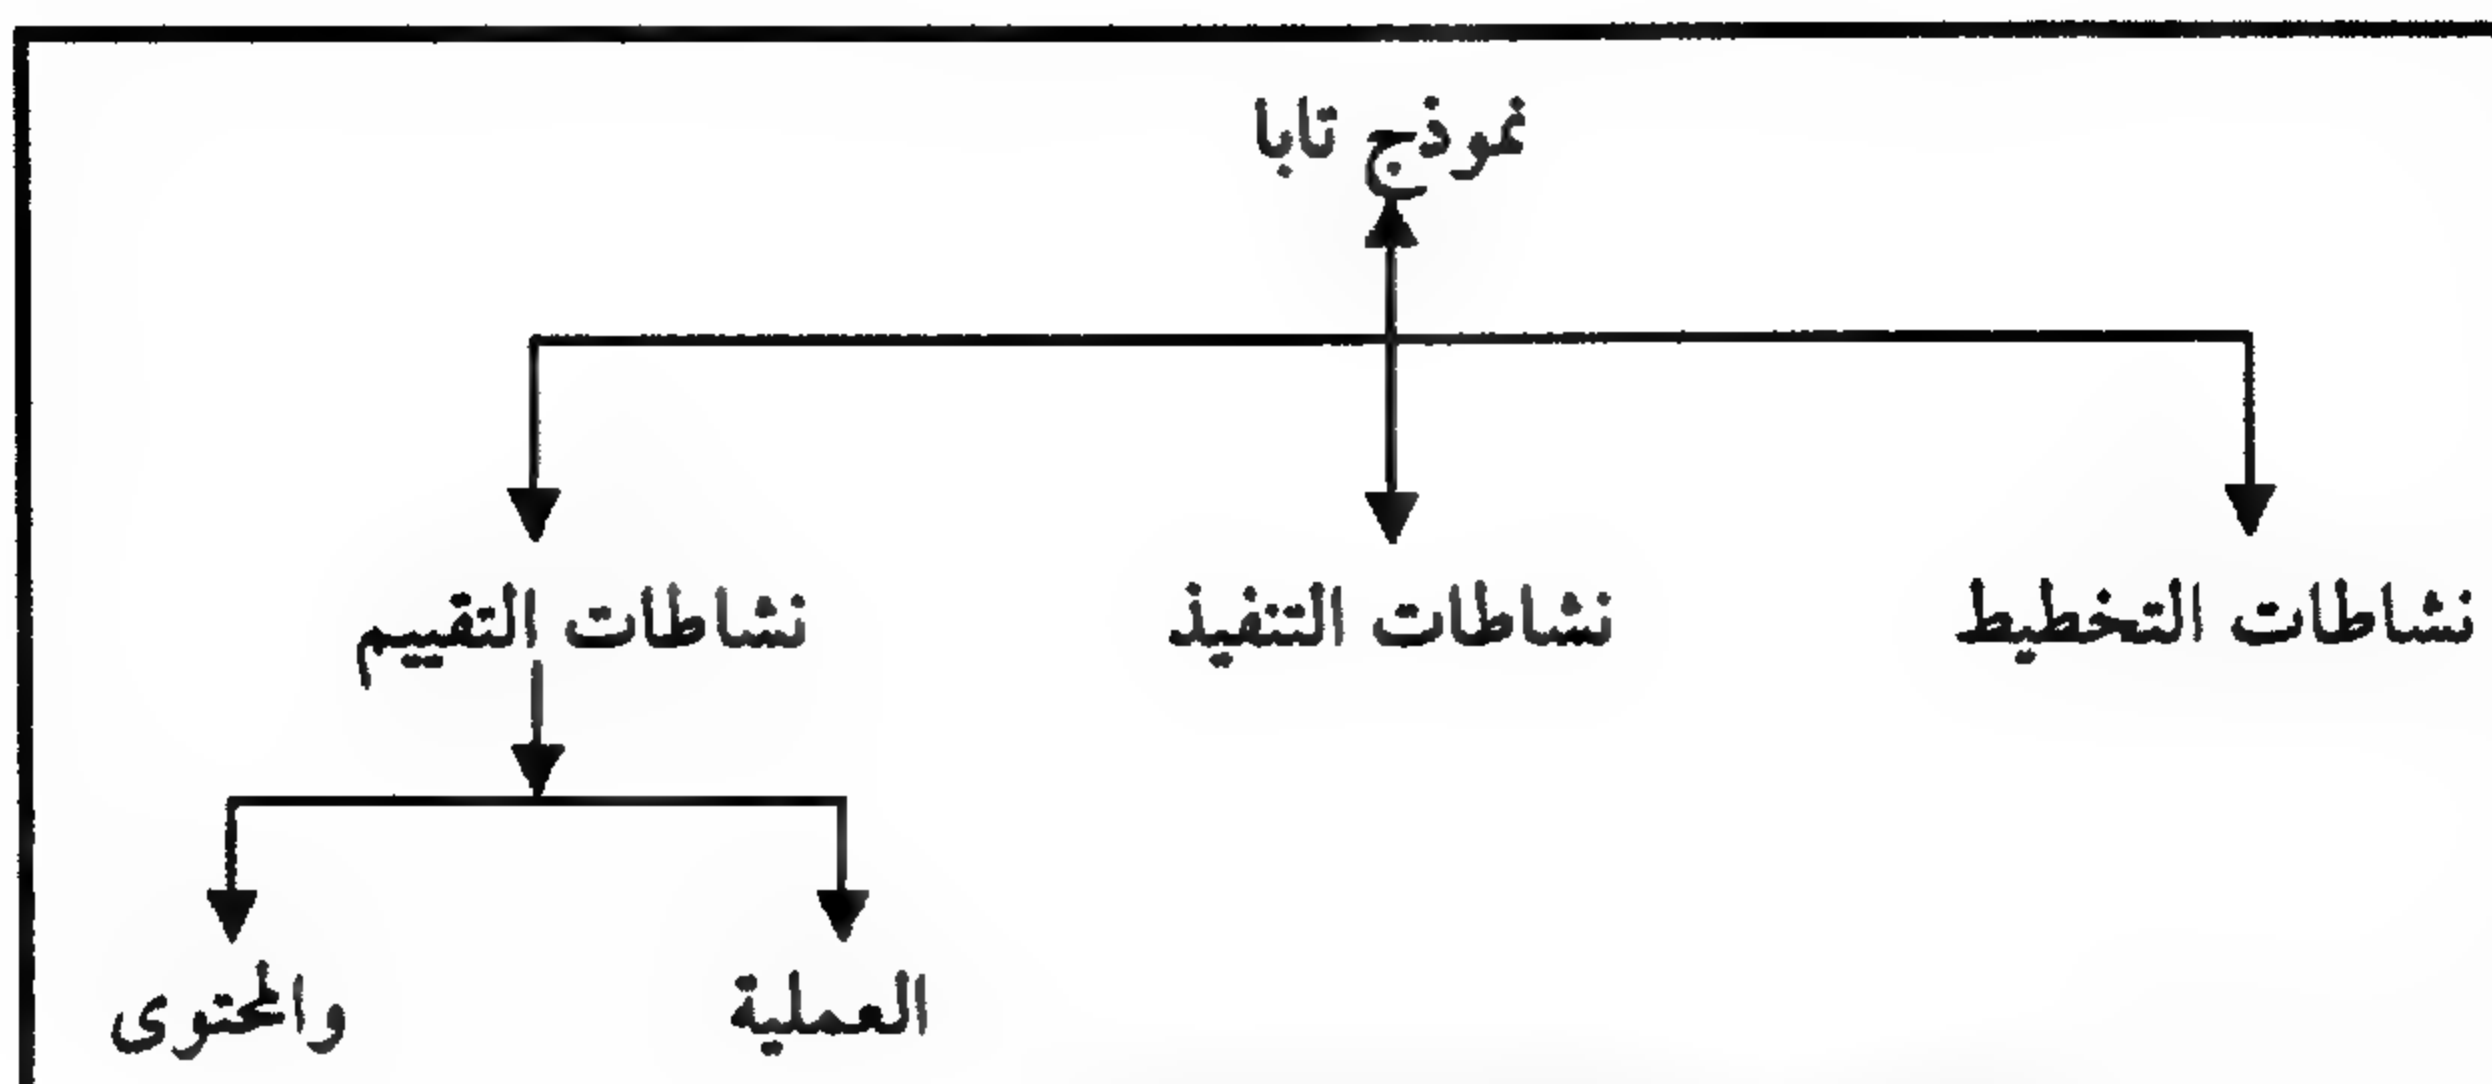 نموذج تابا
نشاطات التخطيط نشاطات التنفيذ نشاطات التقييم
العملية والمحتوى